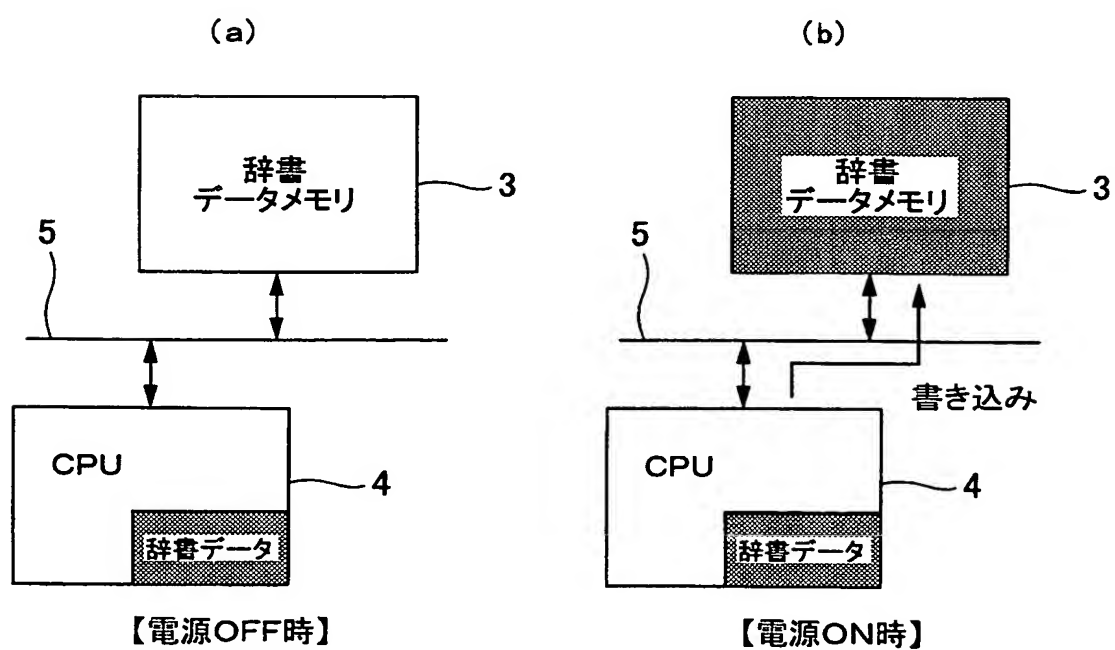 (a)
辞書
データメモリ
3
5
CPU
4
辞書データ
【電源OFF時】
(b)
辞書
データメモリ
3
5
書き込み
CPU
4
辞書データ
【電源ON時】